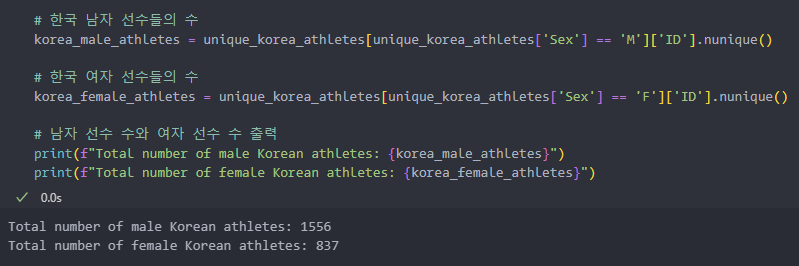 # 한국 남자 선수들의 수
korea_male_athletes = unique_korea_athletes[unique_korea_athletes['Sex'] == 'M']['ID'].nunique()
# 한국 여자 선수들의 수
korea_female_athletes = unique_korea_athletes[unique_korea_athletes['Sex'] == 'F']['ID'].nunique()
# 남자 선수 수와 여자 선수 수 출력
print(f"Total number of male Korean athletes: {korea_male_athletes}")
print(f"Total number of female Korean athletes: {korea_female_athletes}")
✓ 0.0s
Total number of male Korean athletes: 1556
Total number of female Korean athletes: 837